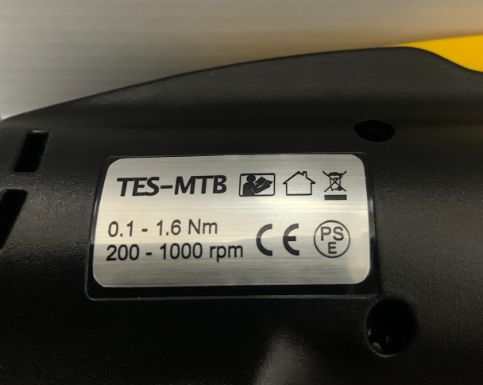 TES-MTB
0.1 - 1.6 Nm
200 - 1000 rpm
CE
PS
E